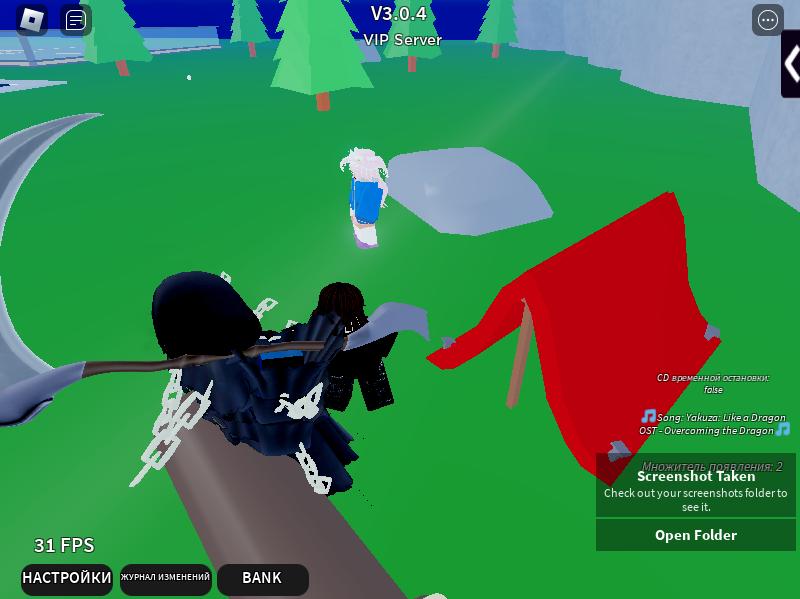 V3.0.4
VIP Server
CD временной остановки:
false
🎵Song: Yakuza: Like a Dragon
OST - Overcoming the Dragon🎵
Множитель появления: 2
Screenshot Taken
Check out your screenshots folder to
see it.
Open Folder
31 FPS
НАСТРОЙКИ
ЖУРНАЛ ИЗМЕНЕНИЙ
BANK